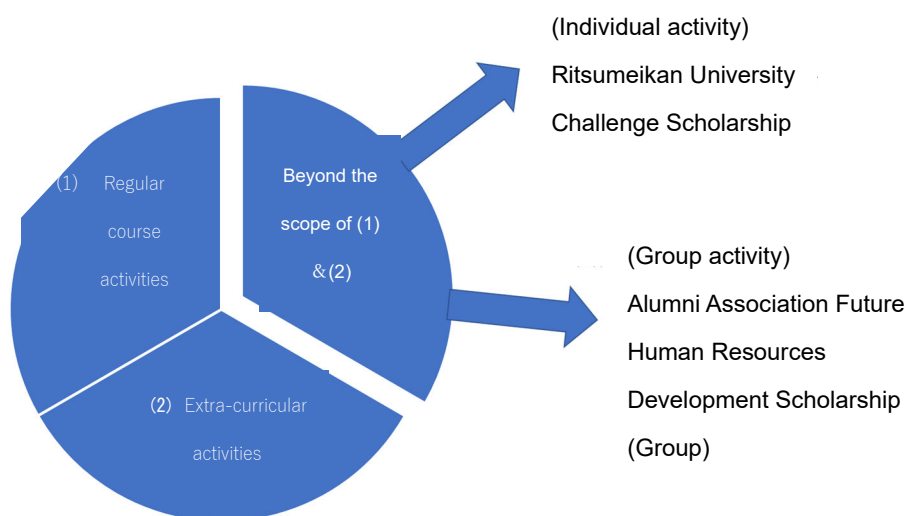 (Individual activity)
Ritsumeikan University
Challenge Scholarship
(1) Regular
course
activities
Beyond the
scope of (1)
&(2)
(Group activity)
Alumni Association Future
Human Resources
Development Scholarship
(Group)
(2) Extra-curricular
activities